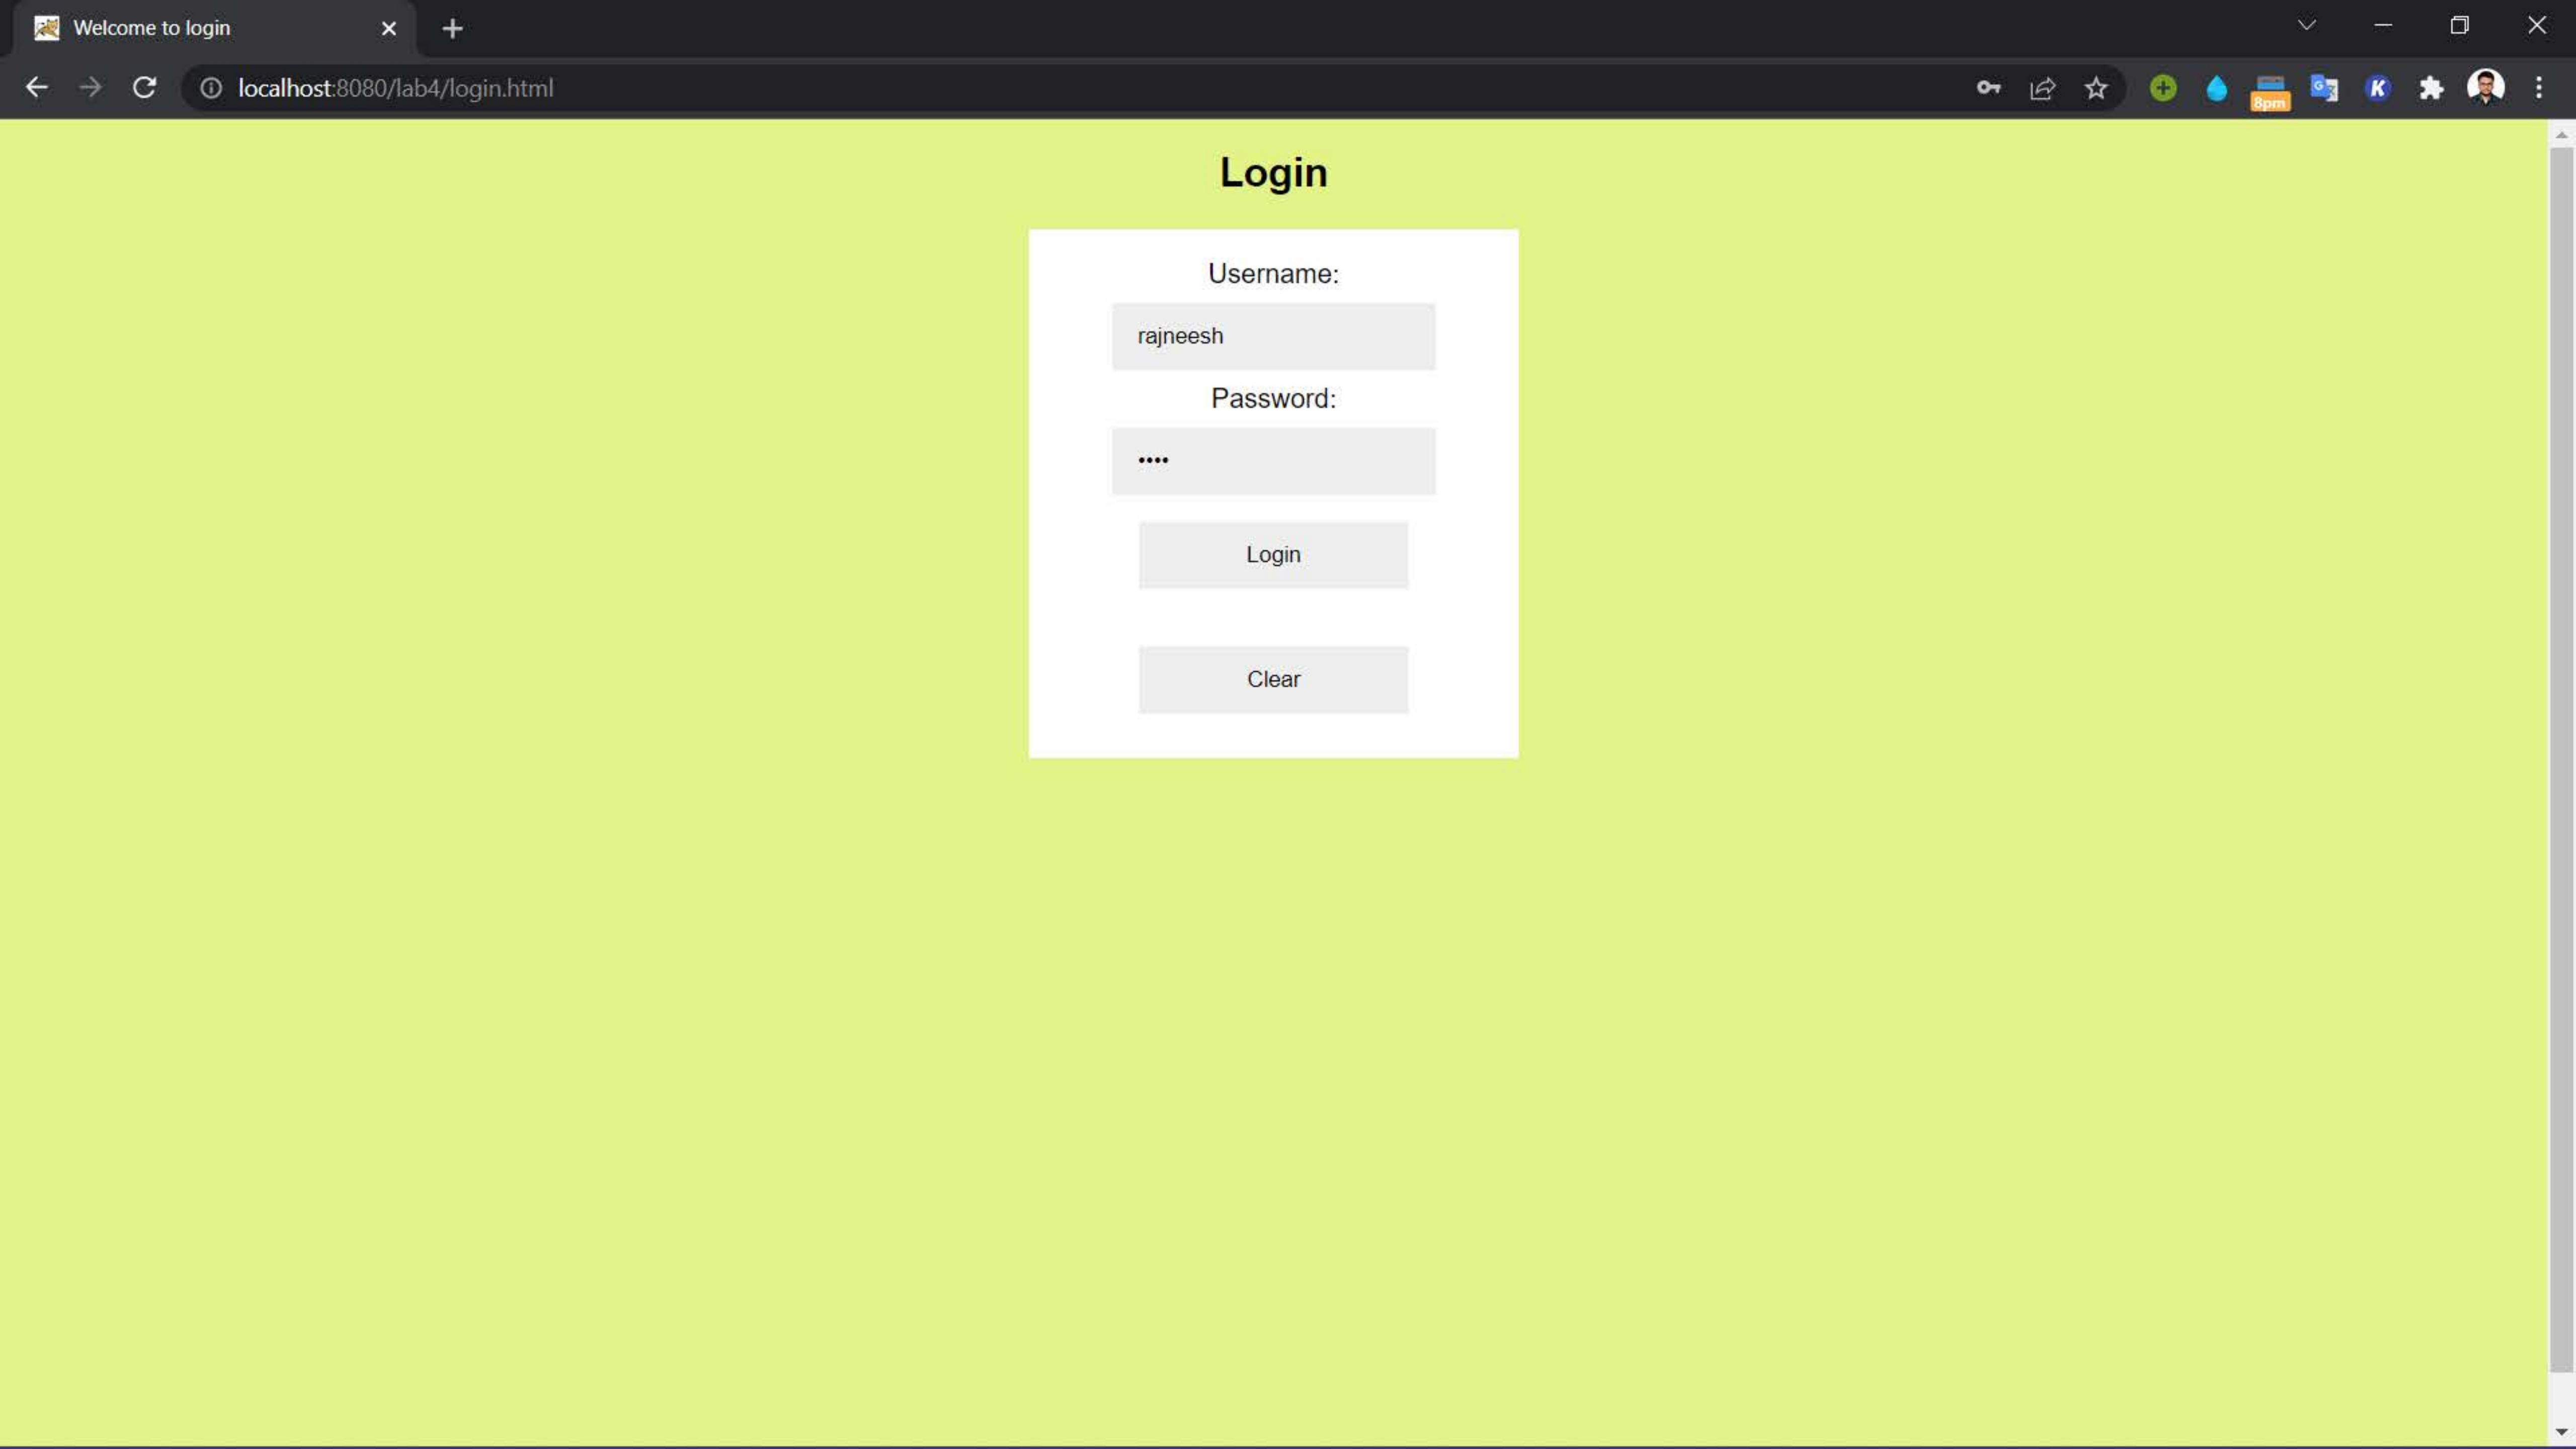 Welcome to login
localhost:8080/lab4/login.html
8pm
Login
Username:
rajneesh
Password:
••••
Login
Clear